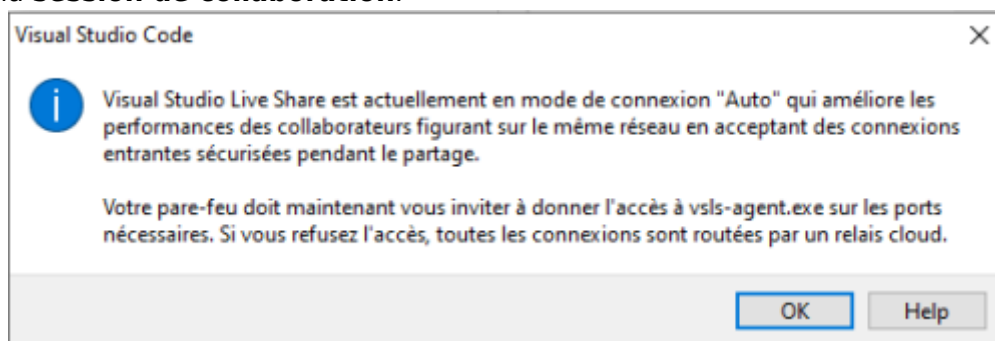 la session de collaboration.
Visual Studio Code
Visual Studio Live Share est actuellement en mode de connexion "Auto" qui améliore les
performances des collaborateurs figurant sur le même réseau en acceptant des connexions
entrantes sécurisées pendant le partage.
Votre pare-feu doit maintenant vous inviter à donner l'accès à vsls-agent.exe sur les ports
nécessaires. Si vous refusez l'accès, toutes les connexions sont routées par un relais cloud.
OK
Help